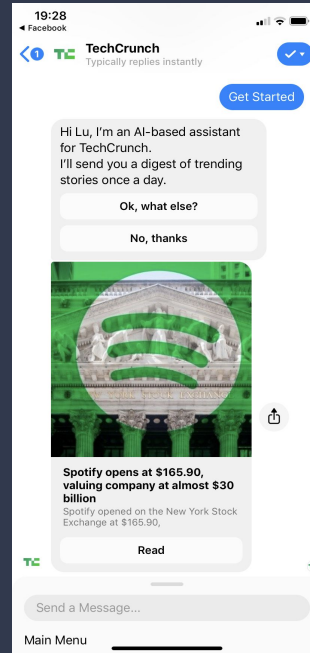 19:28
Facebook
1
TechCrunch
Typically replies instantly
Get Started
Hi Lu, I'm an AI-based assistant
for TechCrunch.
I'll send you a digest of trending
stories once a day.
Ok, what else?
No, thanks
Spotify opens at $165.90,
valuing company at almost $30
billion
Spotify opened on the New York Stock
Exchange at $165.90,
Read
Send a Message...
Main Menu